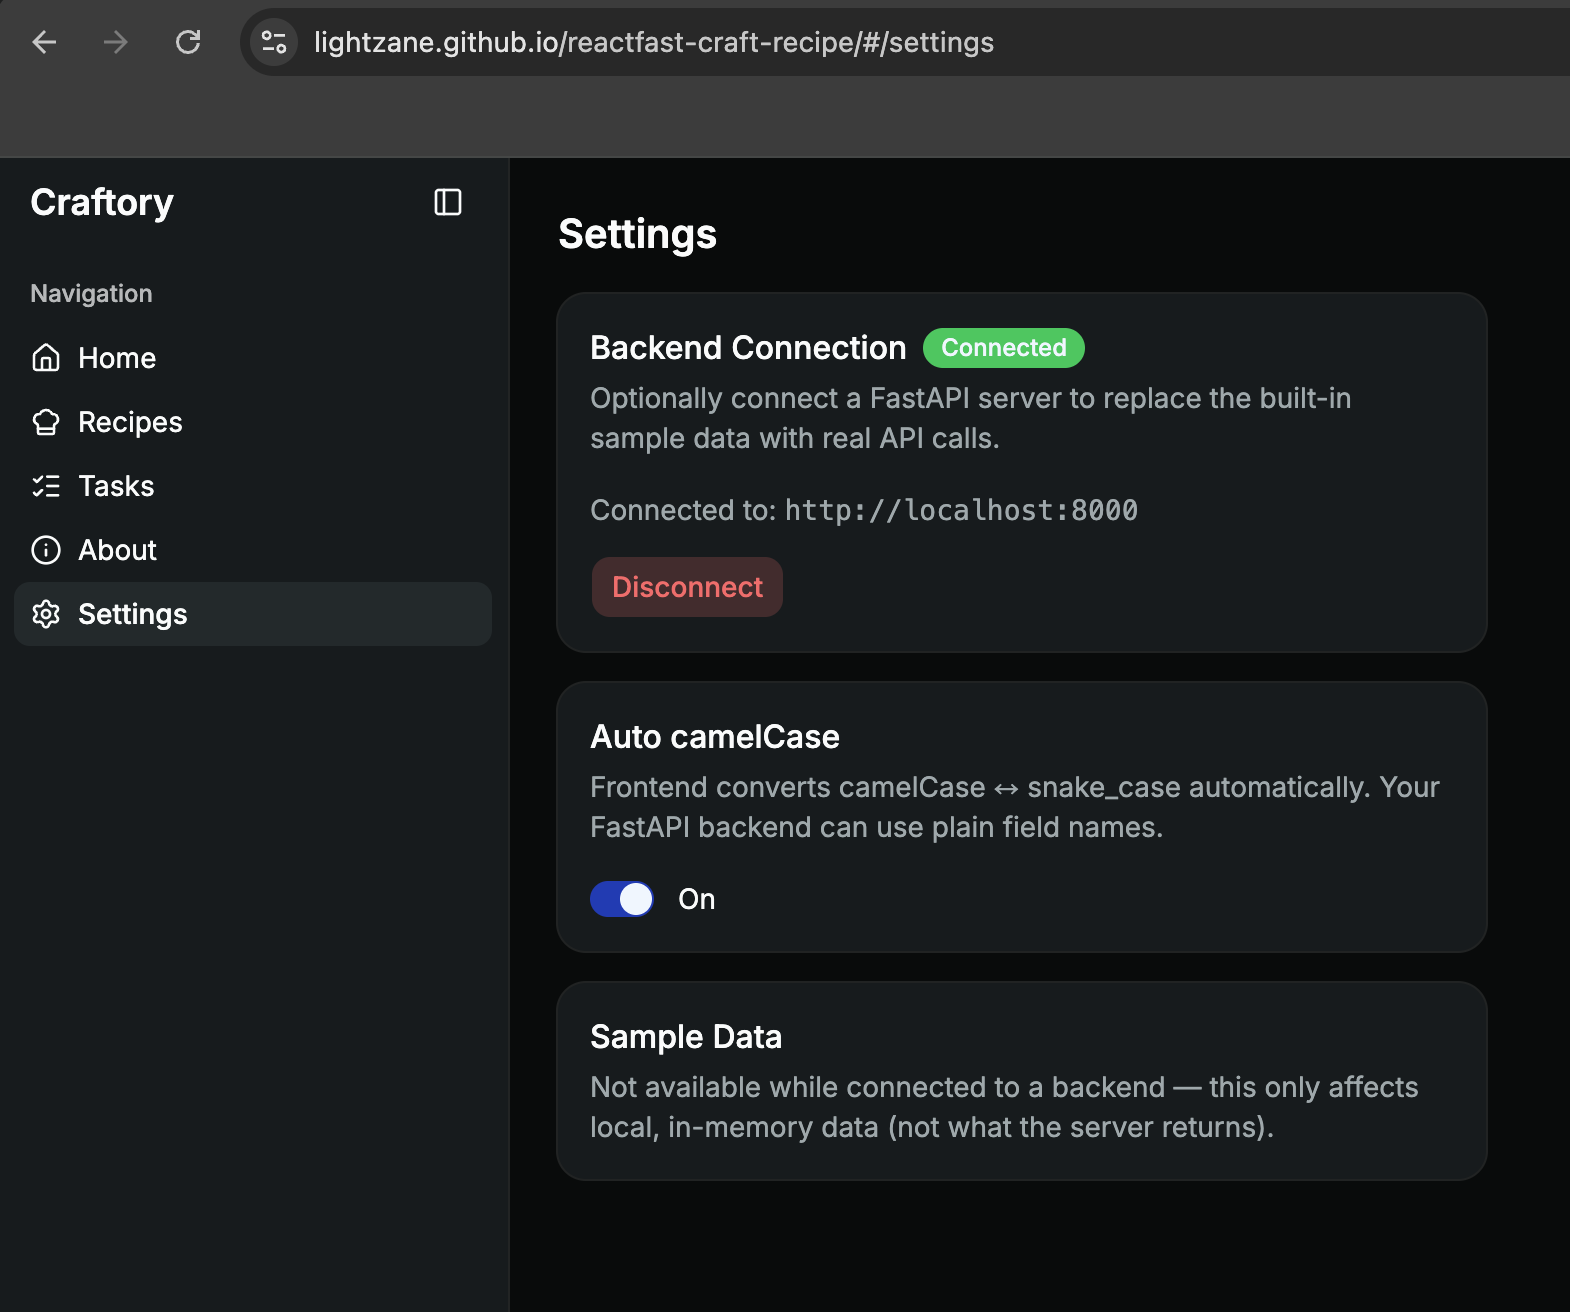 lightzane.github.io/reactfast-craft-recipe/#/settings
Craftory
Navigation
Home
Recipes
Tasks
About
Settings
Settings
Backend Connection Connected
Optionally connect a FastAPI server to replace the built-in
sample data with real API calls.
Connected to: http://localhost:8000
Disconnect
Auto camelCase
Frontend converts camelCase ↔ snake_case automatically. Your
FastAPI backend can use plain field names.
On
Sample Data
Not available while connected to a backend — this only affects
local, in-memory data (not what the server returns).